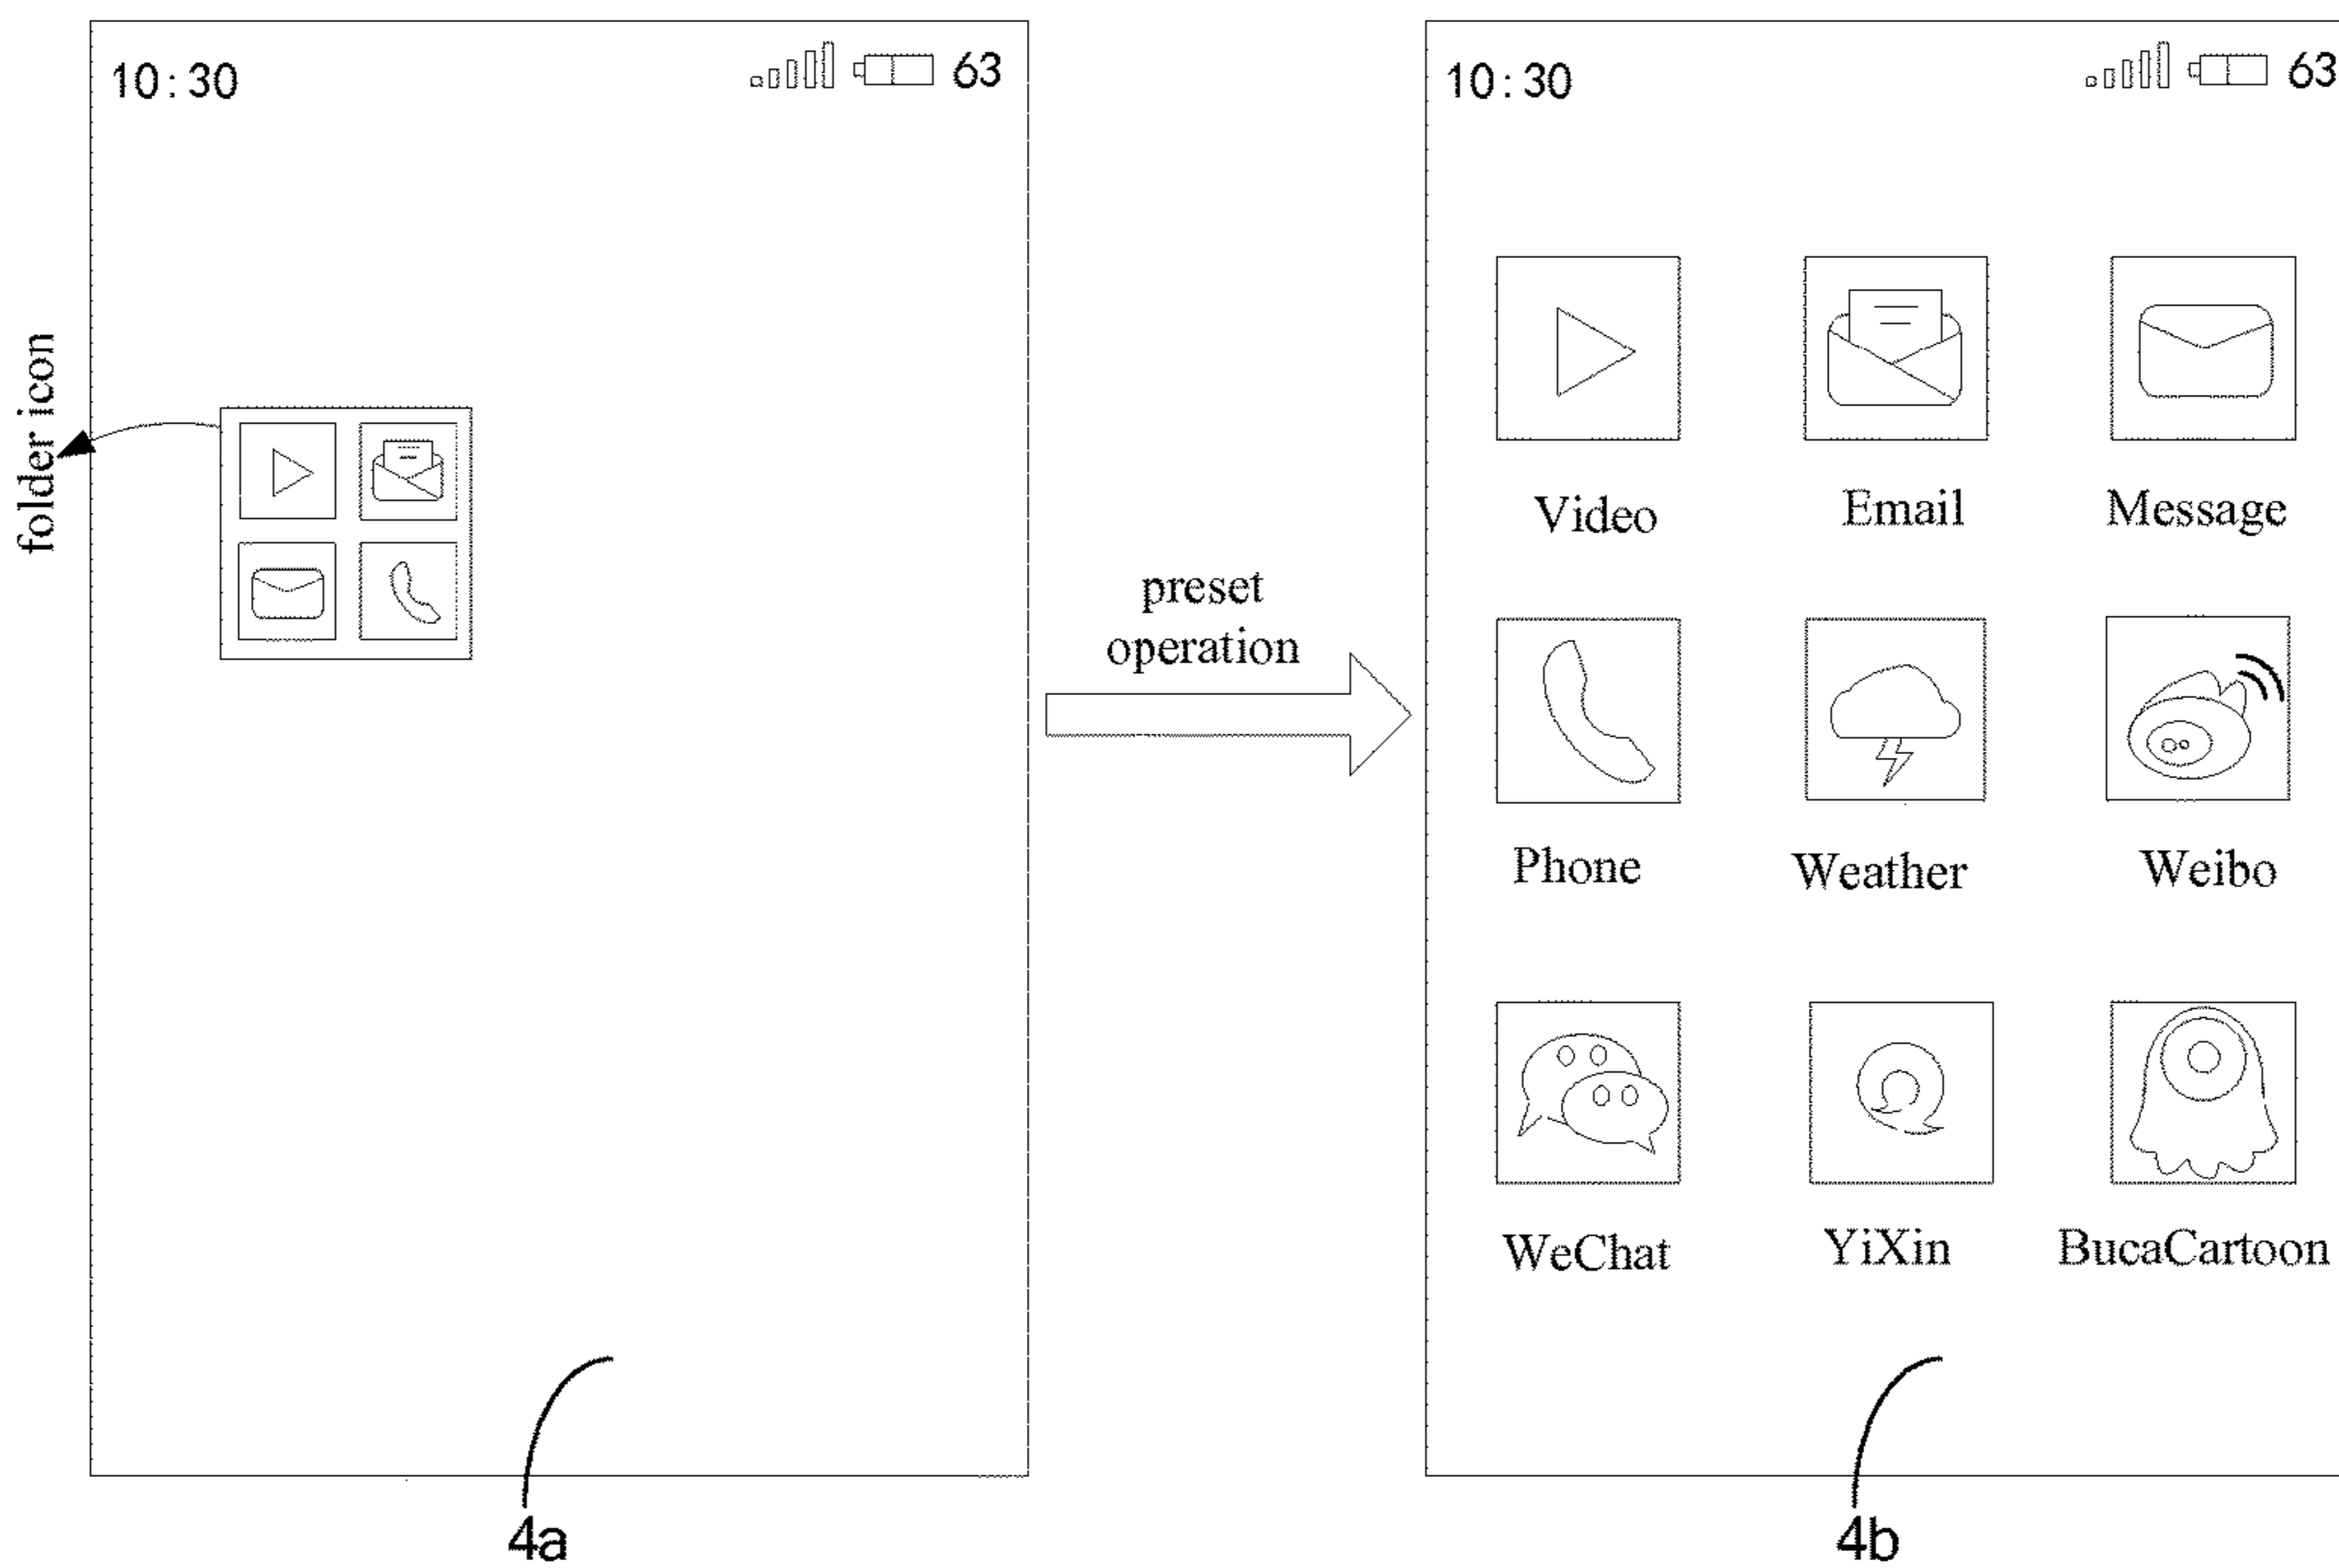 10:30
63
folder icon
4a
preset
operation
10:30
63
Video
Email
Message
Phone
Weather
Weibo
WeChat
YiXin
BucaCartoon
4b